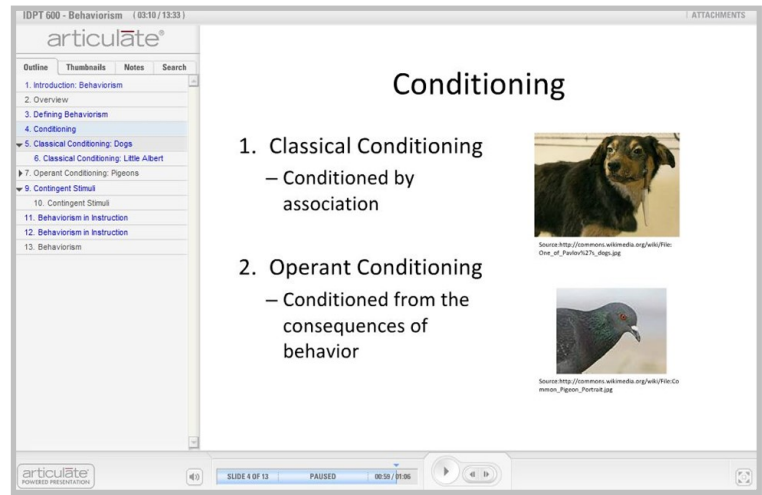 IDPT 600 - Behaviorism ( 03:10 / 13:33 )
ATTACHMENTS
articulāte®
Outline Thumbnails Notes Search
1. Introduction: Behaviorism
2. Overview
3. Defining Behaviorism
4. Conditioning
5. Classical Conditioning: Dogs
6. Classical Conditioning: Little Albert
7. Operant Conditioning: Pigeons
9. Contingent Stimuli
10. Contingent Stimuli
11. Behaviorism in Instruction
12. Behaviorism in Instruction
13. Behaviorism
Conditioning
1. Classical Conditioning
– Conditioned by
association
Source:http://commons.wikimedia.org/wiki/File:
One_of_Pavlov%27s_dogs.jpg
2. Operant Conditioning
– Conditioned from the
consequences of
behavior
Source:http://commons.wikimedia.org/wiki/File:Co
mmon_Pigeon_Portrait.jpg
articulāte
POWERED PRESENTATION
SLIDE 4 OF 13 PAUSED 00:59 / 01:06